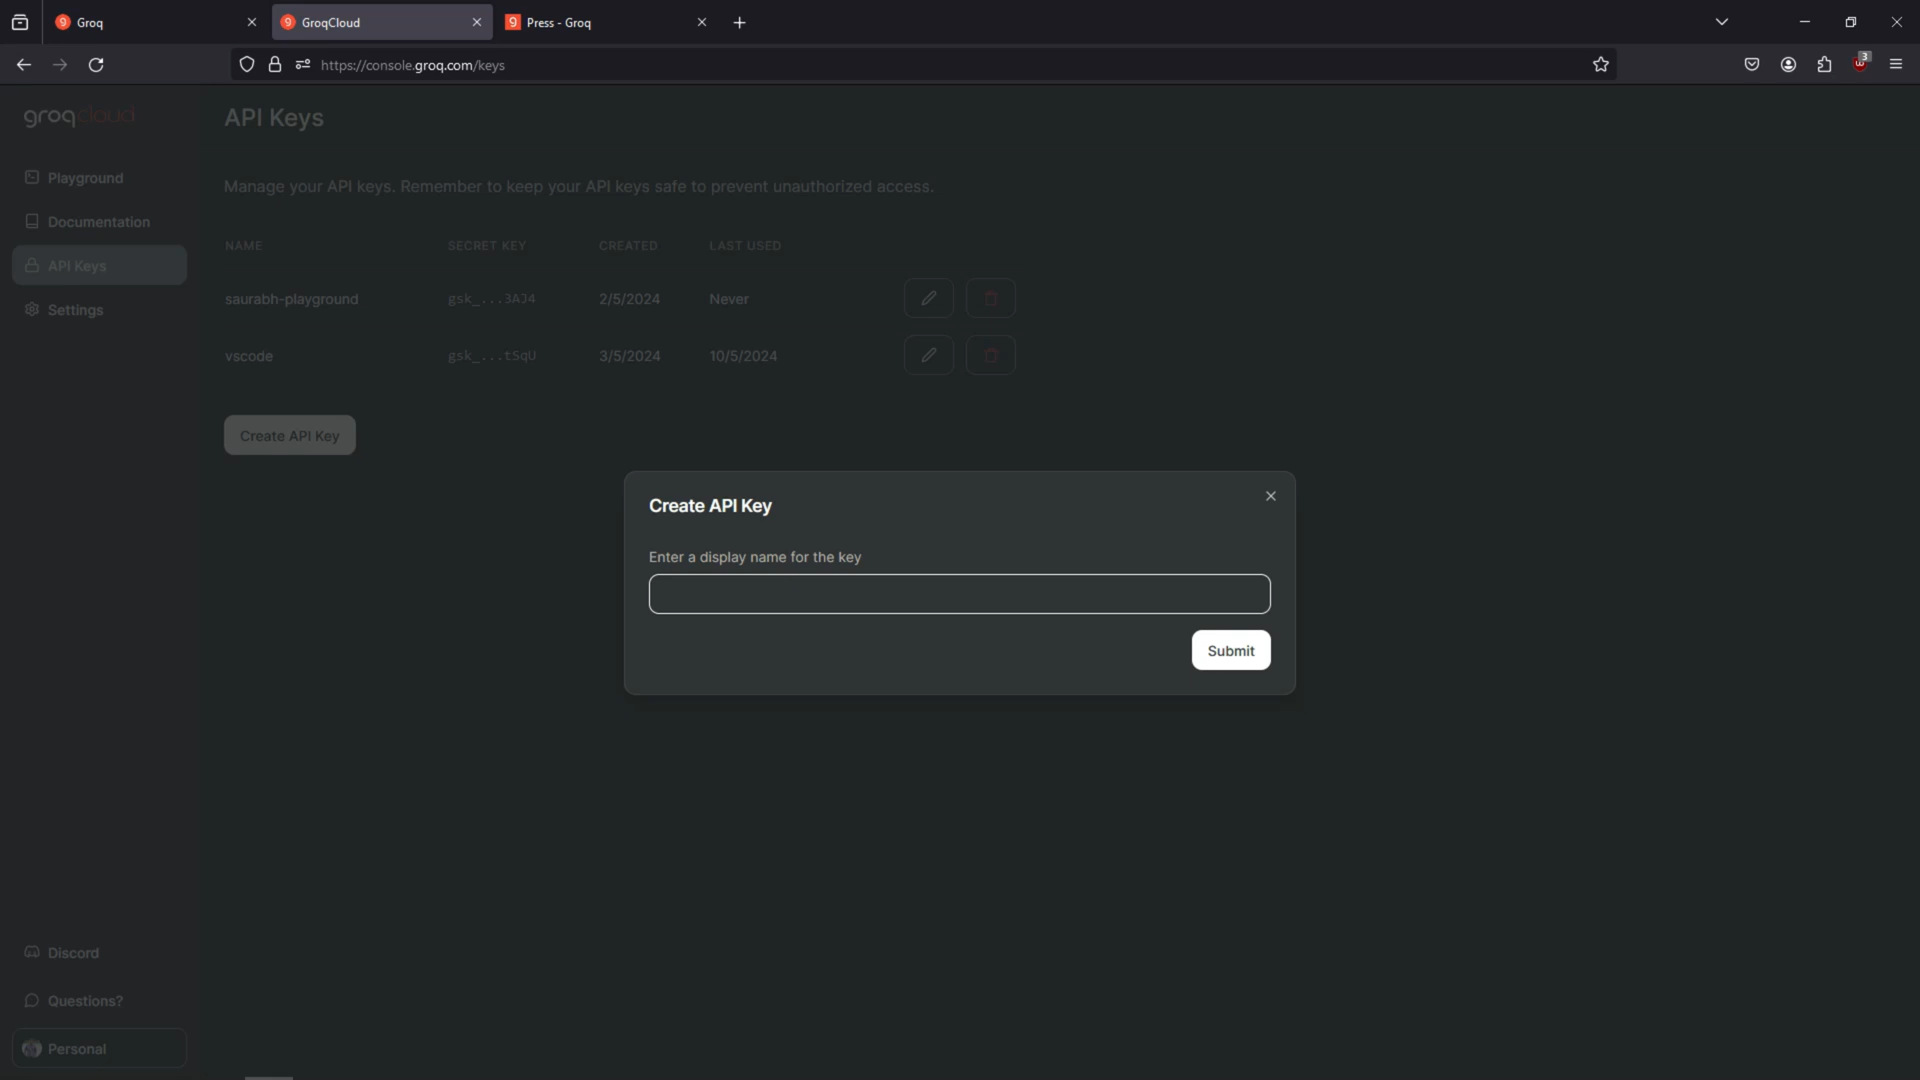 Groq
GroqCloud
Press - Groq
https://console.groq.com/keys
3
groqcloud
API Keys
Playground
Manage your API keys. Remember to keep your API keys safe to prevent unauthorized access.
Documentation
NAME SECRET KEY CREATED LAST USED
API Keys
saurabh-playground gsk_...3AJ4 2/5/2024 Never
Settings
vscode gsk_...tSqU 3/5/2024 10/5/2024
Create API Key
Create API Key
Enter a display name for the key
Submit
Discord
Questions?
Personal